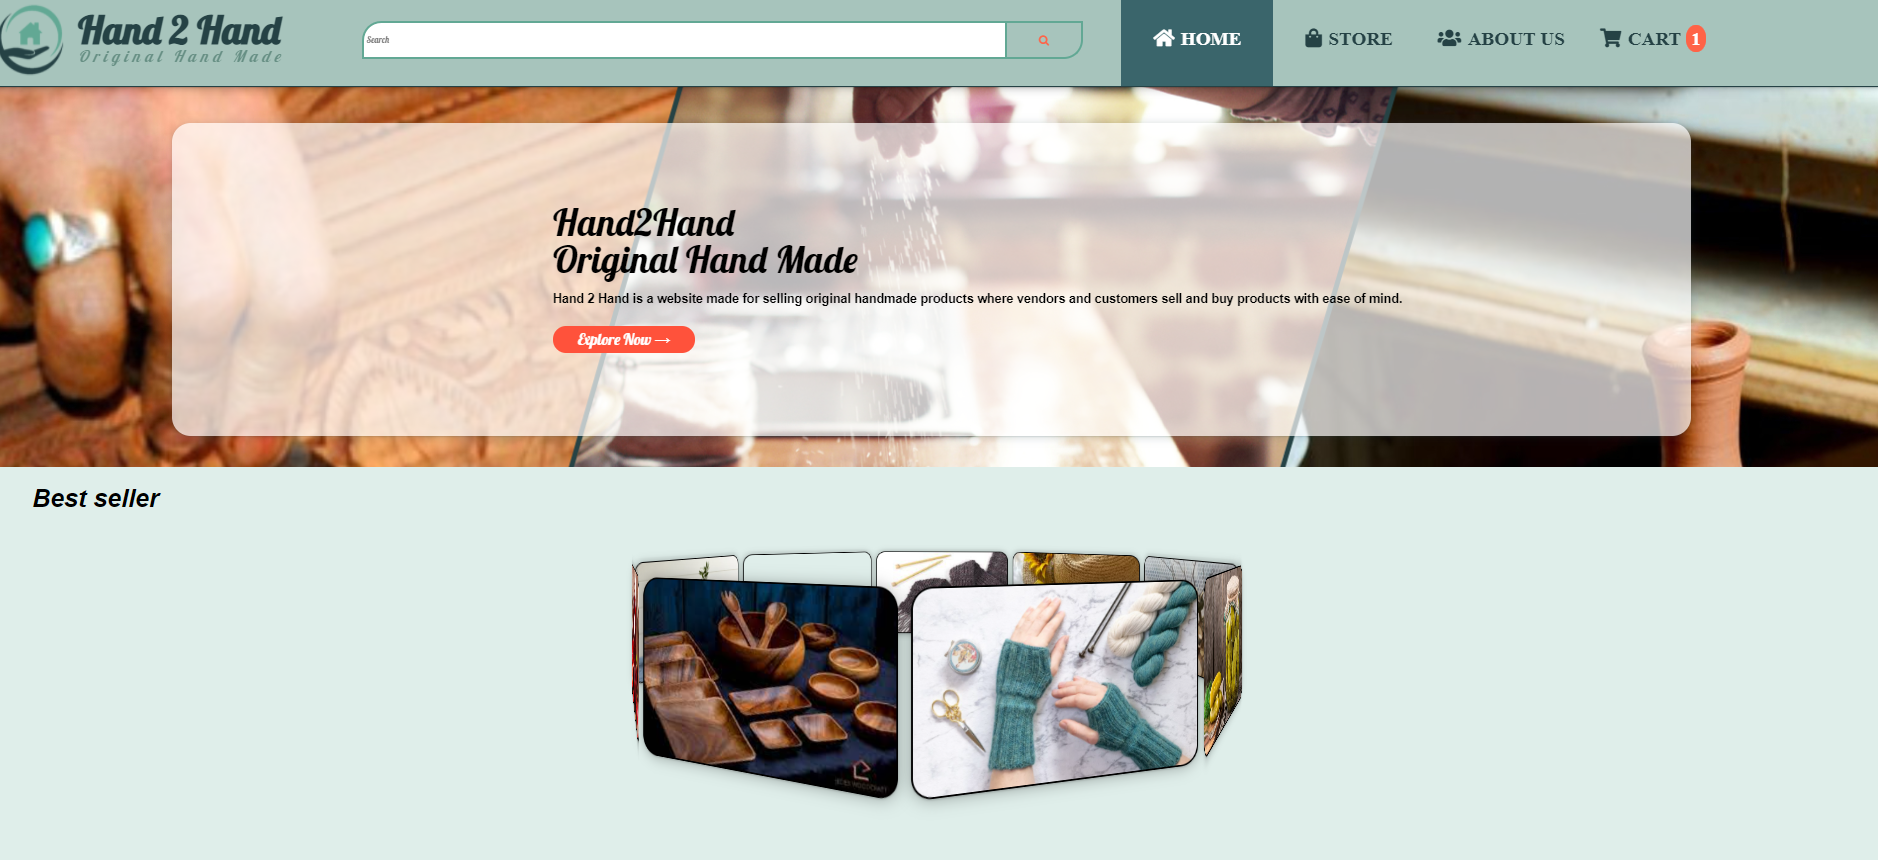 Hand 2 Hand
Original Hand Made
Search
HOME
STORE
ABOUT US
CART 1
Hand2Hand
Original Hand Made
Hand 2 Hand is a website made for selling original handmade products where vendors and customers sell and buy products with ease of mind.
Explore Now →
Best seller